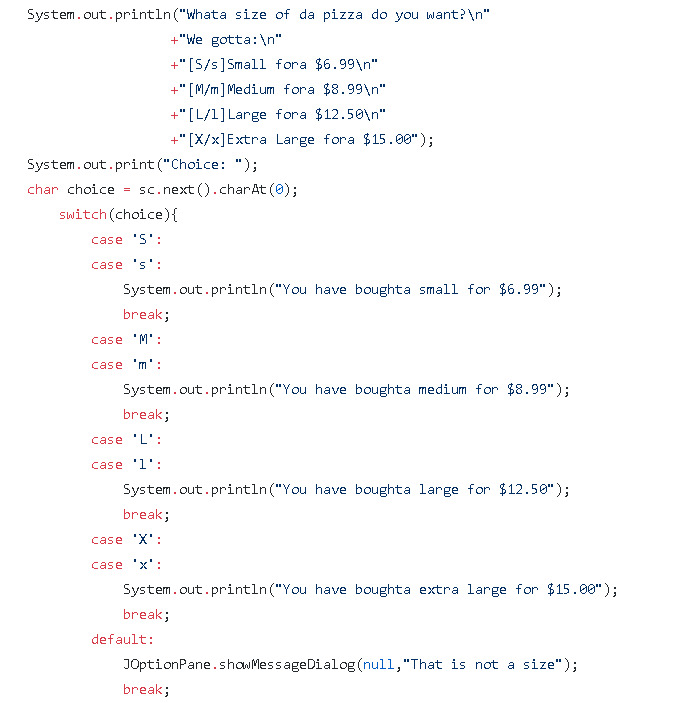 System.out.println("Whata size of da pizza do you want?\n"
+"We gotta:\n"
+"[S/s]Small fora $6.99\n"
+"[M/m]Medium fora $8.99\n"
+"[L/l]Large fora $12.50\n"
+"[X/x]Extra Large fora $15.00");
System.out.print("Choice: ");
char choice = sc.next().charAt(0);
switch(choice){
case 'S':
case 's':
System.out.println("You have boughta small for $6.99");
break;
case 'M':
case 'm':
System.out.println("You have boughta medium for $8.99");
break;
case 'L':
case 'l':
System.out.println("You have boughta large for $12.50");
break;
case 'X':
case 'x':
System.out.println("You have boughta extra large for $15.00");
break;
default:
JOptionPane.showMessageDialog(null,"That is not a size");
break;